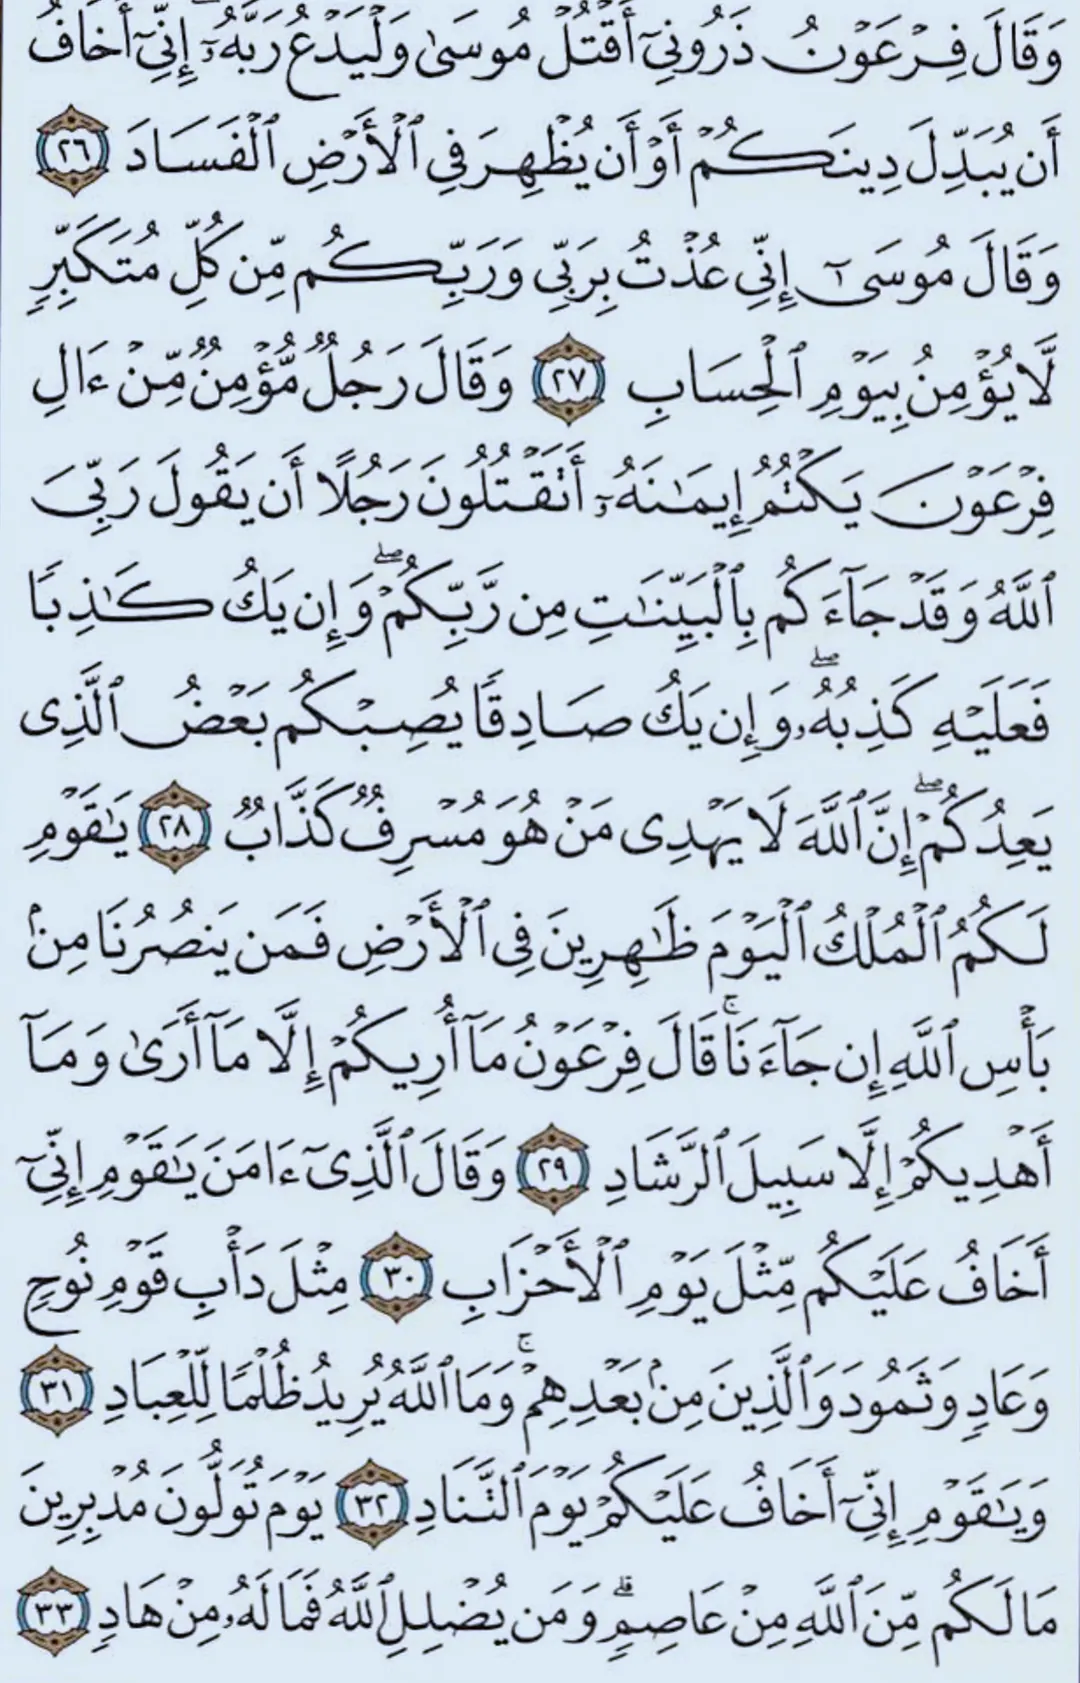 وَقَالَ فِرْعَوْنُ ذَرُونِيٓ أَقْتُلْ مُوسَىٰ وَلْيَدْعُ رَبَّهُۥٓ إِنِّيٓ أَخَافُ
أَن يُبَدِّلَ دِينَكُمْ أَوْ أَن يُظْهِرَ فِي ٱلْأَرْضِ ٱلْفَسَادَ ٢٦
وَقَالَ مُوسَىٰٓ إِنِّي عُذْتُ بِرَبِّي وَرَبِّكُم مِّن كُلِّ مُتَكَبِّرٍ
لَّا يُؤْمِنُ بِيَوْمِ ٱلْحِسَابِ ٢٧ وَقَالَ رَجُلٌ مُّؤْمِنٌ مِّنْ ءَالِ
فِرْعَوْنَ يَكْتُمُ إِيمَٰنَهُۥٓ أَتَقْتُلُونَ رَجُلًا أَن يَقُولَ رَبِّيَ
ٱللَّهُ وَقَدْ جَآءَكُم بِٱلْبَيِّنَٰتِ مِن رَّبِّكُمْۖ وَإِن يَكُ كَٰذِبًا
فَعَلَيْهِ كَذِبُهُۥۖ وَإِن يَكُ صَادِقًا يُصِبْكُم بَعْضُ ٱلَّذِي
يَعِدُكُمْۖ إِنَّ ٱللَّهَ لَا يَهْدِي مَنْ هُوَ مُسْرِفٌ كَذَّابٌ ٢٨ يَٰقَوْمِ
لَكُمُ ٱلْمُلْكُ ٱلْيَوْمَ ظَٰهِرِينَ فِي ٱلْأَرْضِ فَمَن يَنصُرُنَا مِنۢ
بَأْسِ ٱللَّهِ إِن جَآءَنَاۚ قَالَ فِرْعَوْنُ مَآ أُرِيكُمْ إِلَّا مَآ أَرَىٰ وَمَآ
أَهْدِيكُمْ إِلَّا سَبِيلَ ٱلرَّشَادِ ٢٩ وَقَالَ ٱلَّذِيٓ ءَامَنَ يَٰقَوْمِ إِنِّيٓ
أَخَافُ عَلَيْكُم مِّثْلَ يَوْمِ ٱلْأَحْزَابِ ٣٠ مِثْلَ دَأْبِ قَوْمِ نُوحٍ
وَعَادٍ وَثَمُودَ وَٱلَّذِينَ مِنۢ بَعْدِهِمْۚ وَمَا ٱللَّهُ يُرِيدُ ظُلْمًا لِّلْعِبَادِ ٣١
وَيَٰقَوْمِ إِنِّيٓ أَخَافُ عَلَيْكُمْ يَوْمَ ٱلتَّنَادِ ٣٢ يَوْمَ تُوَلُّونَ مُدْبِرِينَ
مَا لَكُم مِّنَ ٱللَّهِ مِنْ عَاصِمٍۗ وَمَن يُضْلِلِ ٱللَّهُ فَمَا لَهُۥ مِنْ هَادٍ ٣٣